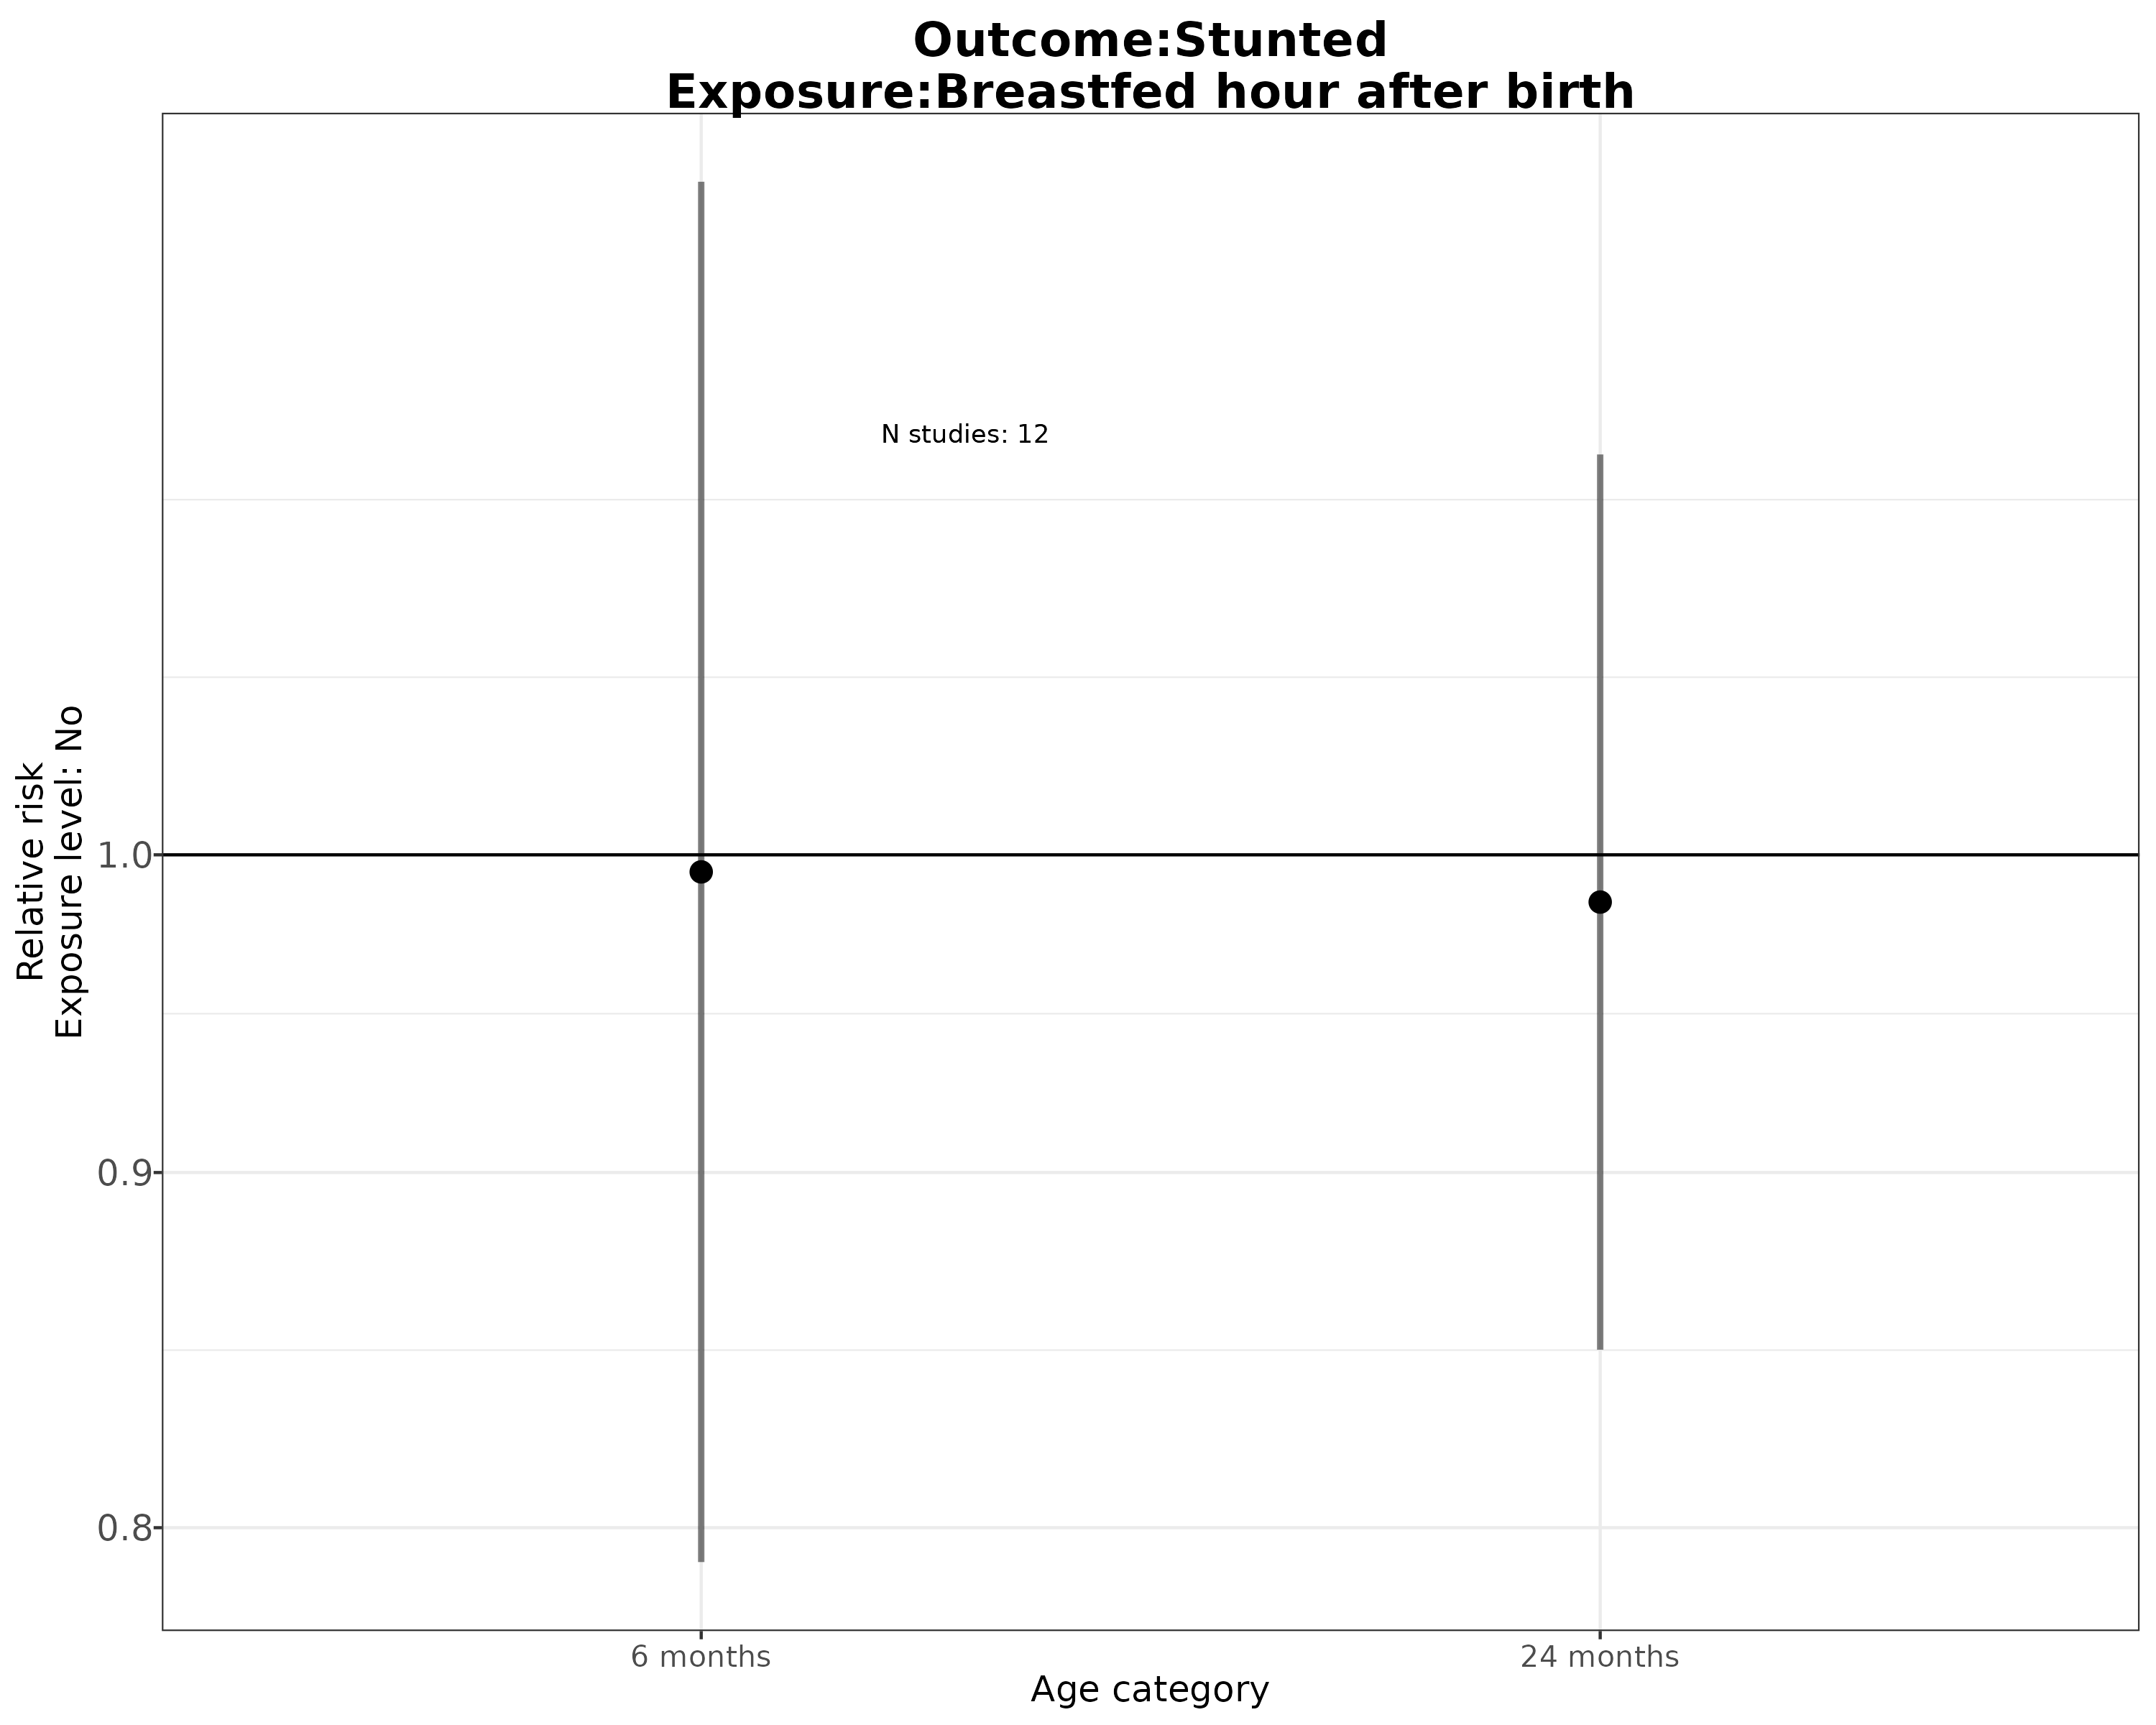 Outcome:Stunted
Exposure:Breastfed hour after birth
N studies: 12
Relative risk
Exposure level: No
1.0
0.9
0.8
6 months
24 months
Age category